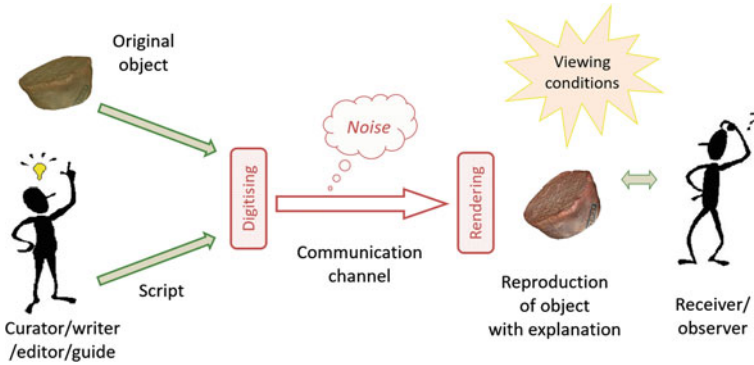 Original
object
Viewing
conditions
Noise
?
Digitising
Rendering
Communication
channel
Script
Curator/writer
/editor/guide
Reproduction
of object
with explanation
Receiver/
observer